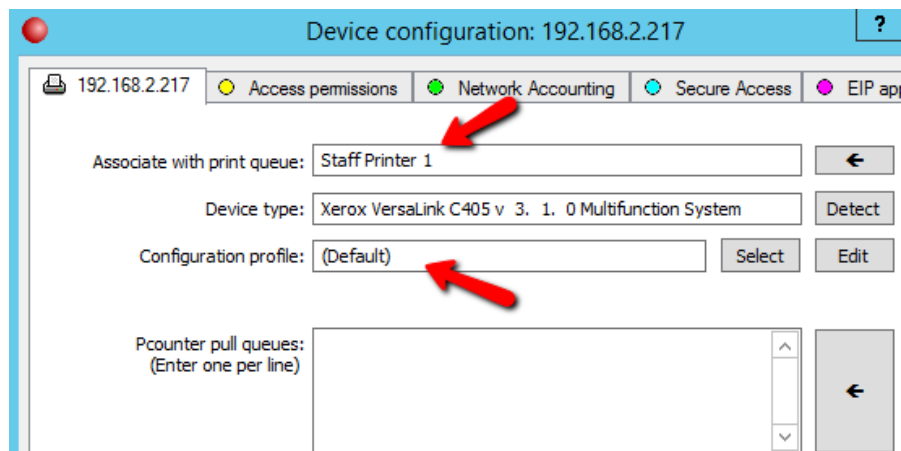 Device configuration: 192.168.2.217 ?
192.168.2.217 Access permissions Network Accounting Secure Access EIP app
Associate with print queue: Staff Printer 1
Device type: Xerox VersaLink C405 v 3. 1. 0 Multifunction System Detect
Configuration profile: (Default) Select Edit
Pcounter pull queues:
(Enter one per line)